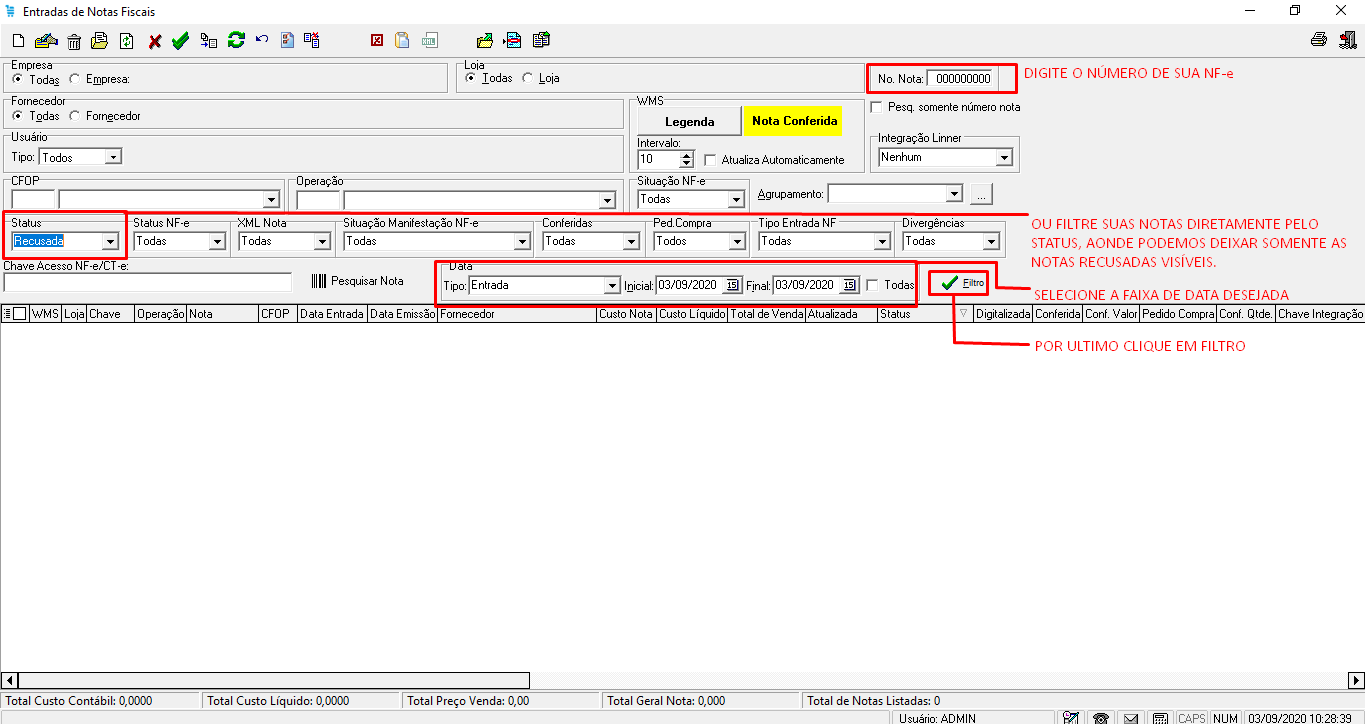 Entradas de Notas Fiscais
Empresa
Todas Empresa:
Loja
Todas Loja
No. Nota: 000000000
DIGITE O NÚMERO DE SUA NF-e
Fornecedor
Todas Fornecedor
WMS
Legenda
Nota Conferida
Pesq. somente número nota
Usuário
Tipo: Todos
Intervalo:
10
Atualiza Automaticamente
Integração Linner
Nenhum
CFOP
Operação
Situação NF-e
Todas
Agrupamento:
...
Status
Recusada
Status NF-e
Todas
XML Nota
Todas
Situação Manifestação NF-e
Todas
Conferidas
Todas
Ped.Compra
Todos
Tipo Entrada NF
Todas
Divergências
Todas
OU FILTRE SUAS NOTAS DIRETAMENTE PELO
STATUS, AONDE PODEMOS DEIXAR SOMENTE AS
NOTAS RECUSADAS VISÍVEIS.
Chave Acesso NF-e/CT-e:
Pesquisar Nota
Data
Tipo: Entrada
Inicial: 03/09/2020 15
Final: 03/09/2020 15
Todas
Filtro
SELECIONE A FAIXA DE DATA DESEJADA
WMS Loja Chave Operação Nota CFOP Data Entrada Data Emissão Fornecedor Custo Nota Custo Líquido Total de Venda Atualizada Status Digitalizada Conferida Conf. Valor Pedido Compra Conf. Qtde. Chave Integração
POR ULTIMO CLIQUE EM FILTRO
Total Custo Contábil: 0,0000 Total Custo Líquido: 0,0000 Total Preço Venda: 0,00 Total Geral Nota: 0,000 Total de Notas Listadas: 0
Usuário: ADMIN CAPS NUM 03/09/2020 10:28:39